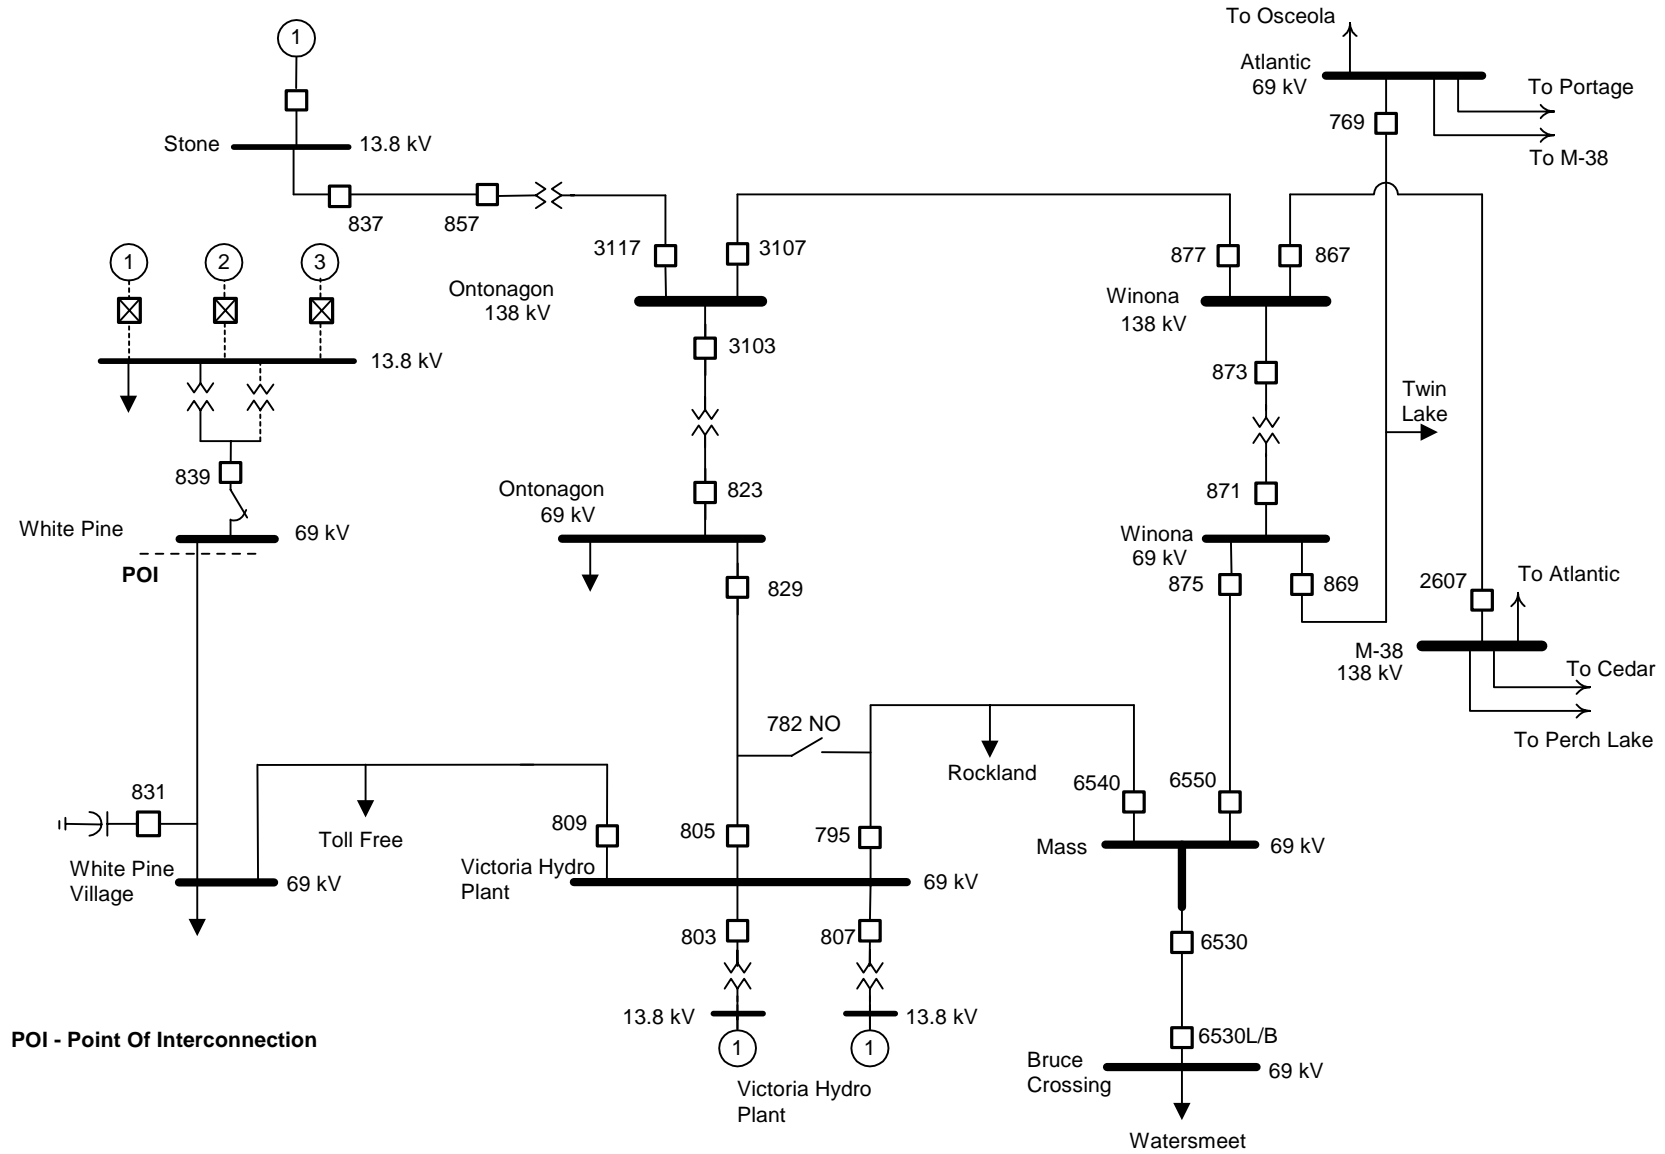 To Osceola
1
Atlantic
69 kV
To Portage
769
To M-38
Stone
13.8 kV
837
857
3117
3107
877
867
1
2
3
Ontonagon
138 kV
Winona
138 kV
3103
13.8 kV
873
Twin
Lake
839
Ontonagon
69 kV
823
871
White Pine
69 kV
Winona
69 kV
POI
829
875
869
2607
To Atlantic
M-38
138 kV
To Cedar
782 NO
To Perch Lake
Rockland
831
6540
6550
Toll Free
809
805
795
Mass
69 kV
White Pine
Village
69 kV
Victoria Hydro
Plant
69 kV
803
807
6530
13.8 kV
13.8 kV
POI - Point Of Interconnection
1
1
6530L/B
Bruce
Crossing
69 kV
Victoria Hydro
Plant
Watersmeet